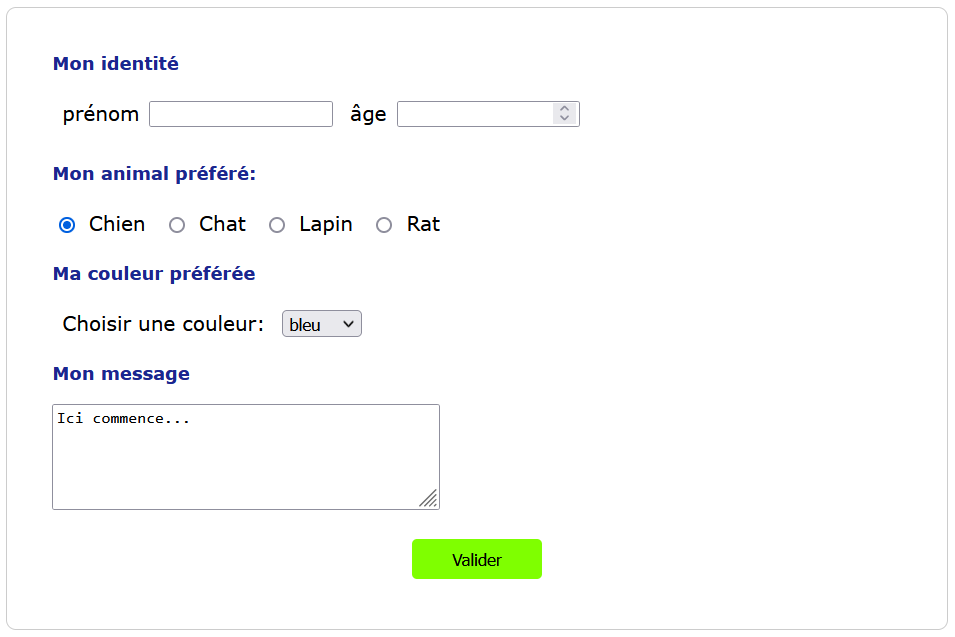 Mon identité
prénom âge
Mon animal préféré:
Chien Chat Lapin Rat
Ma couleur préférée
Choisir une couleur: bleu
Mon message
Ici commence...
Valider